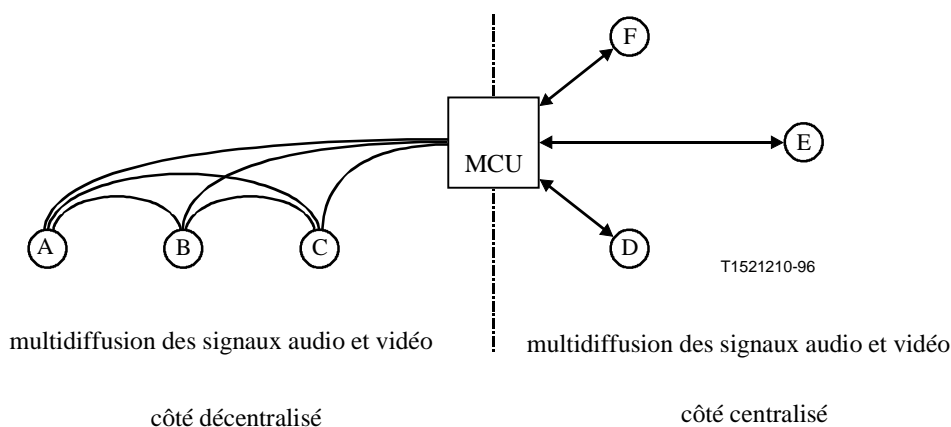 F
E
MCU
A
B
C
D
T1521210-96
multidiffusion des signaux audio et vidéo
multidiffusion des signaux audio et vidéo
côté décentralisé
côté centralisé